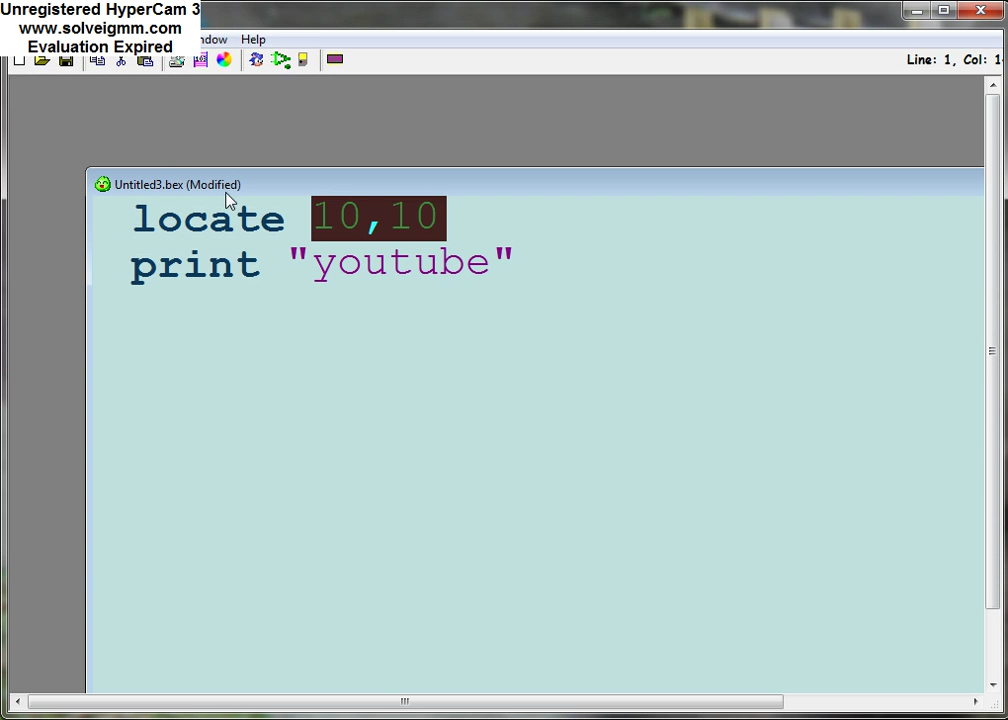 Unregistered HyperCam 3
www.solveigmm.com
Evaluation Expired
ndow Help
Line: 1, Col: 1
Untitled3.bex (Modified)
locate 10,10
print "youtube"